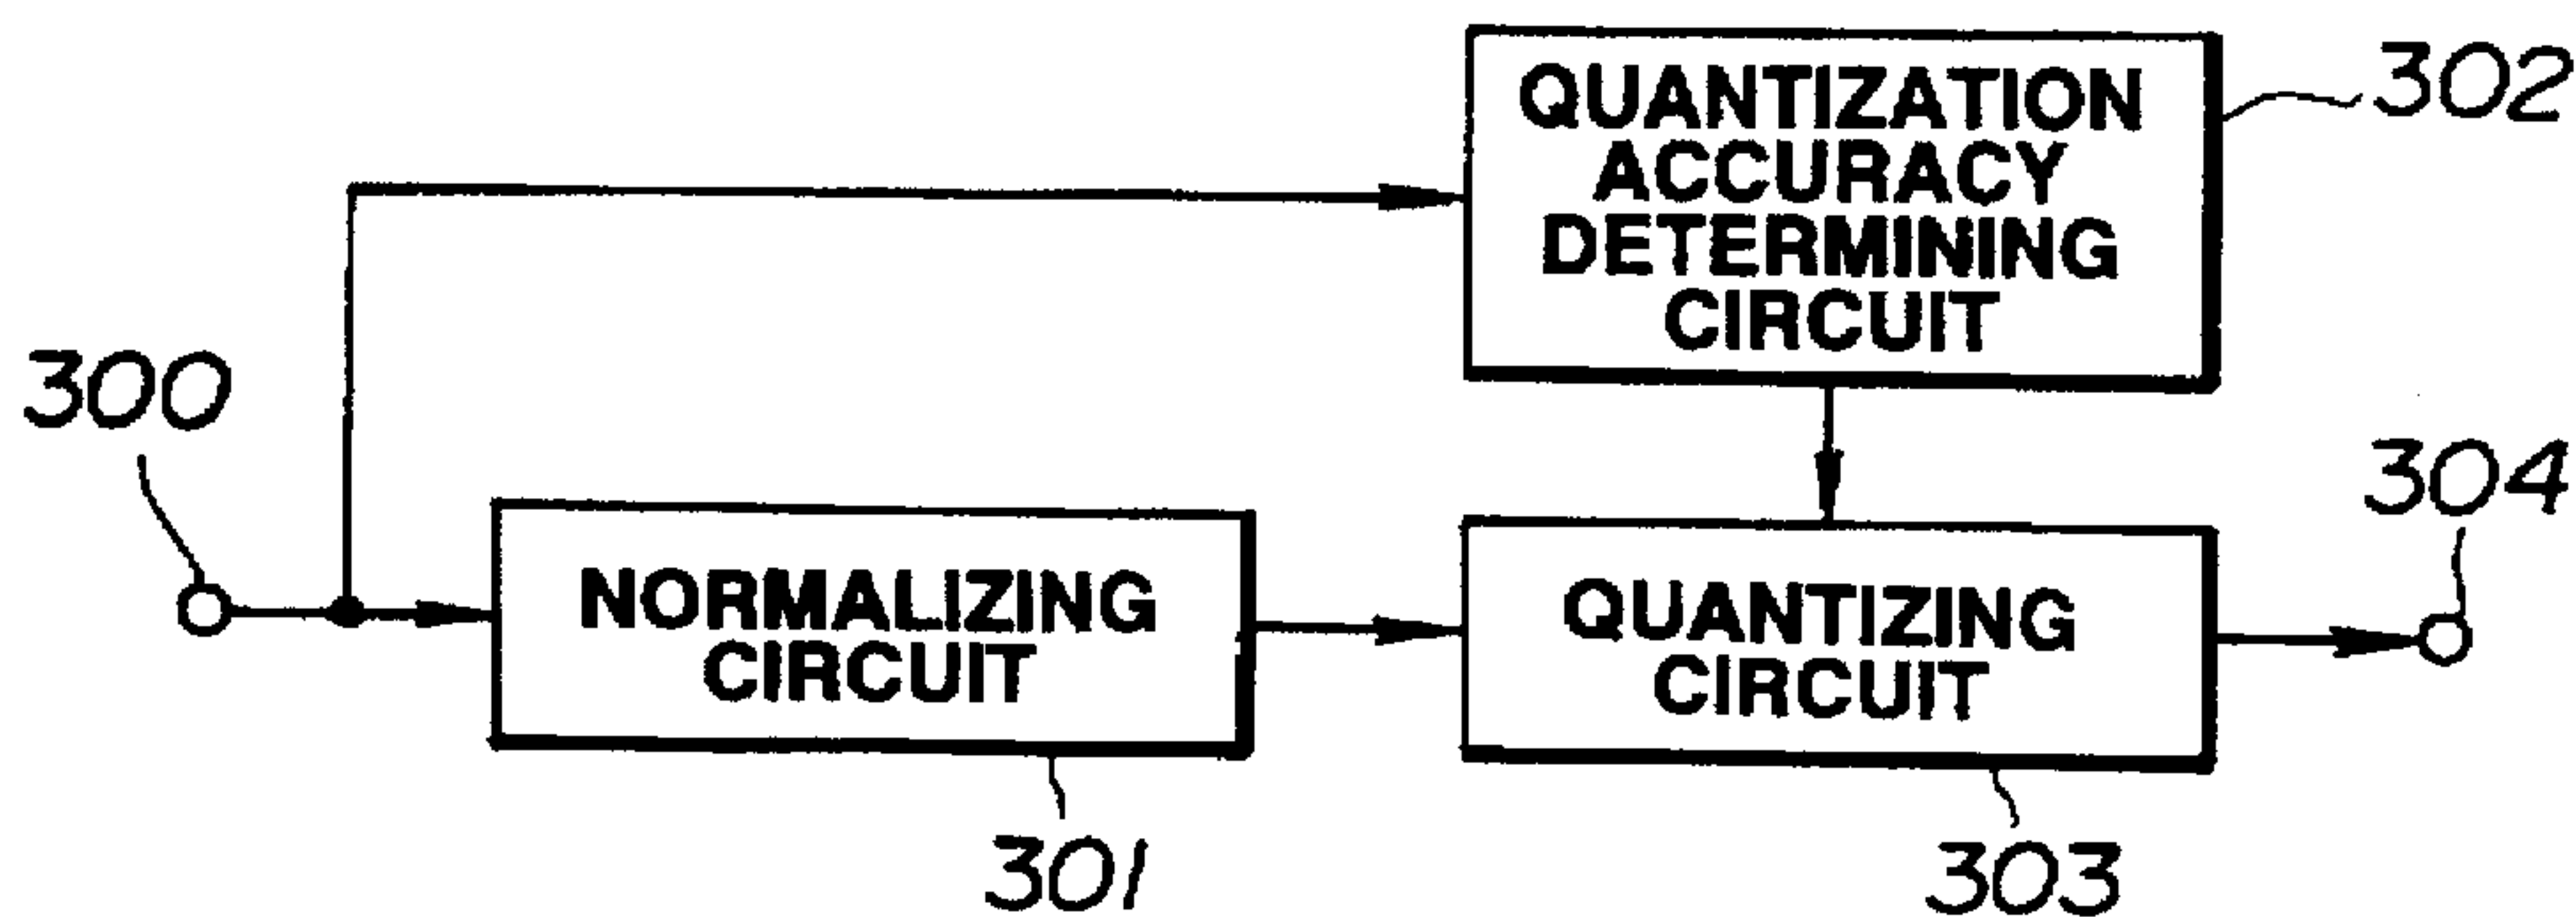 QUANTIZATION
ACCURACY
DETERMINING
CIRCUIT
302
300
NORMALIZING
CIRCUIT
301
QUANTIZING
CIRCUIT
303
304